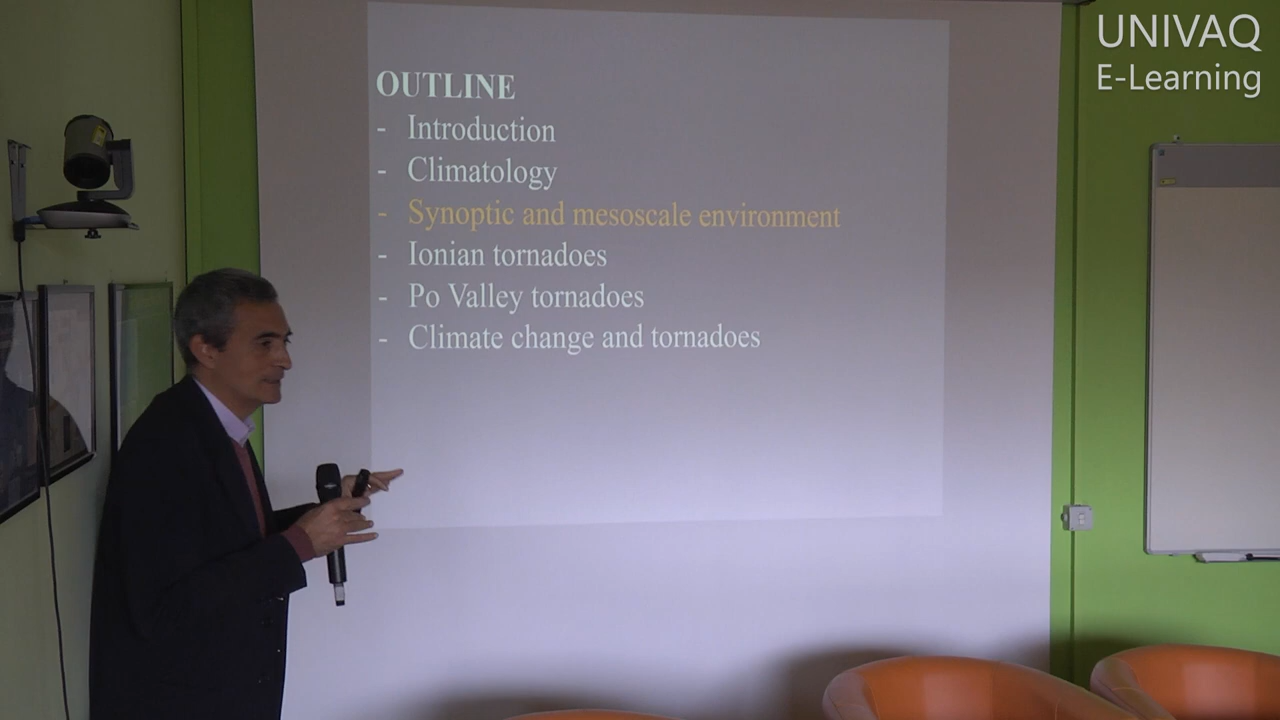 UNIVAQ
E-Learning
OUTLINE
- Introduction
- Climatology
- Synoptic and mesoscale environment
- Ionian tornadoes
- Po Valley tornadoes
- Climate change and tornadoes